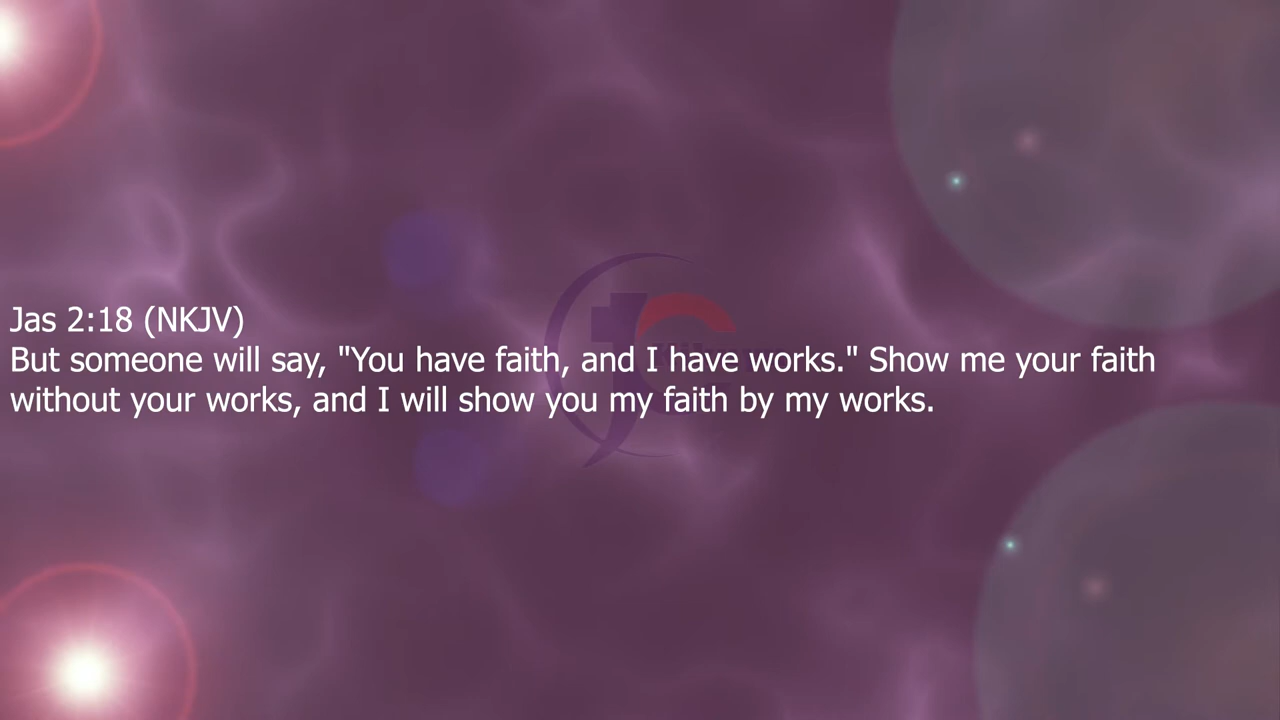 Jas 2:18 (NKJV)
But someone will say, "You have faith, and I have works." Show me your faith
without your works, and I will show you my faith by my works.